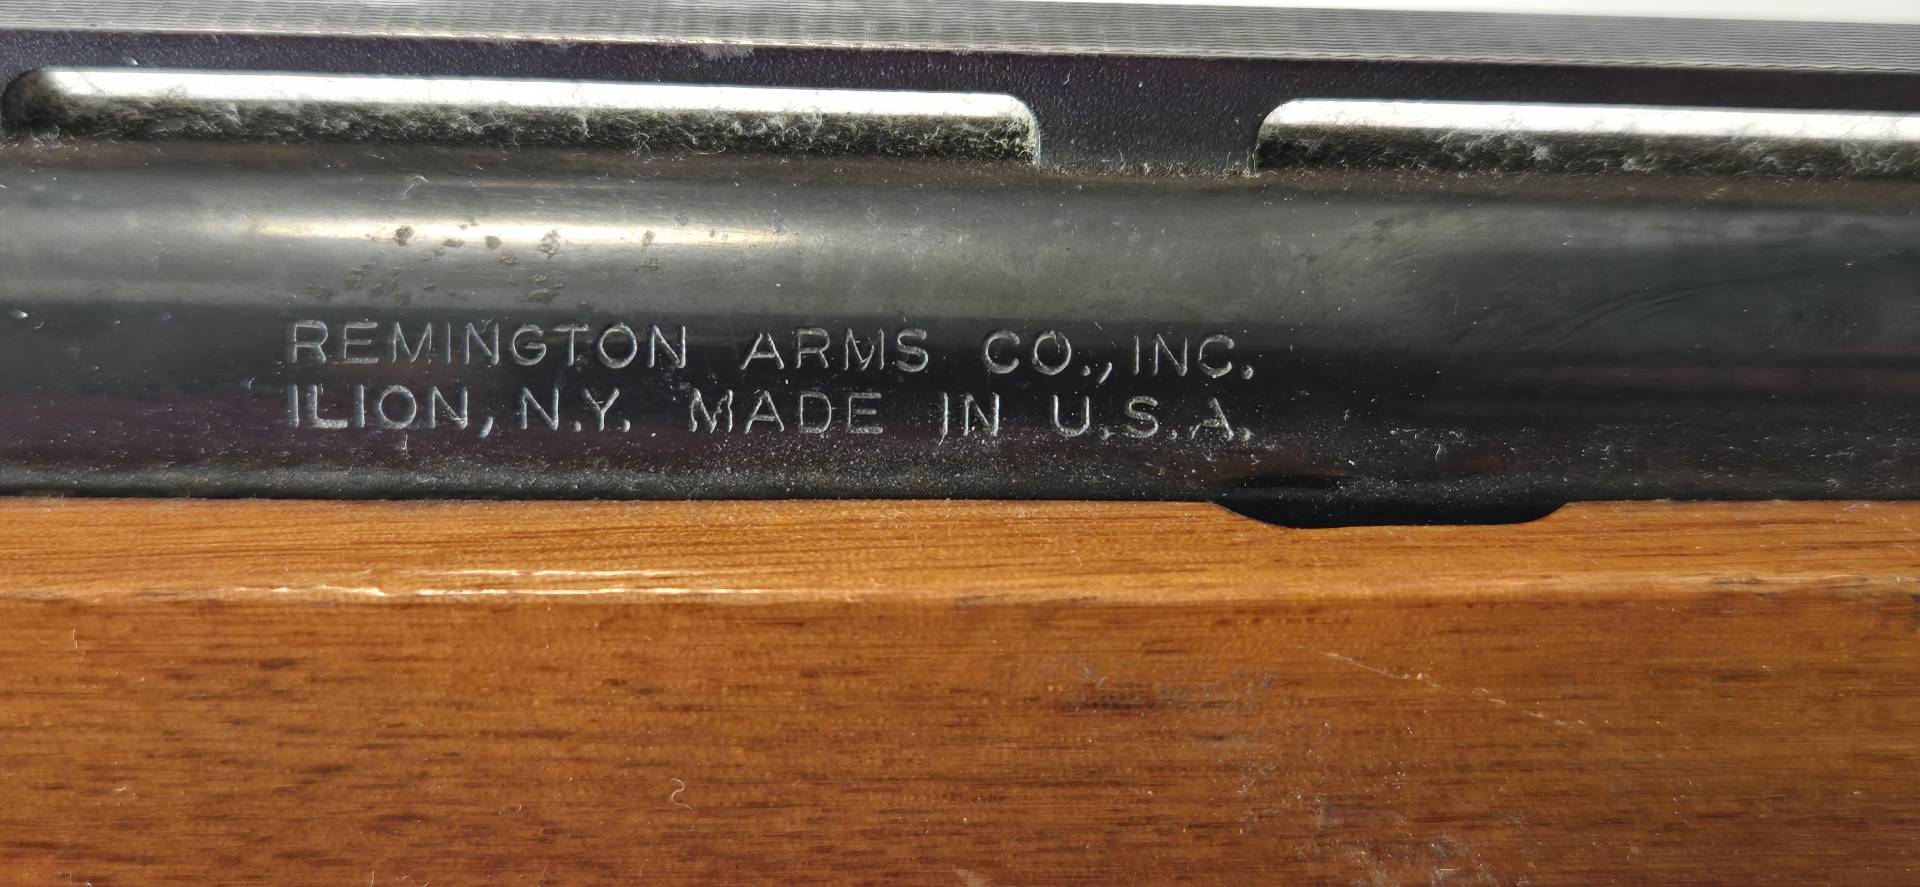 REMINGTON ARMS CO., INC.
ILION, N.Y. MADE IN U.S.A.